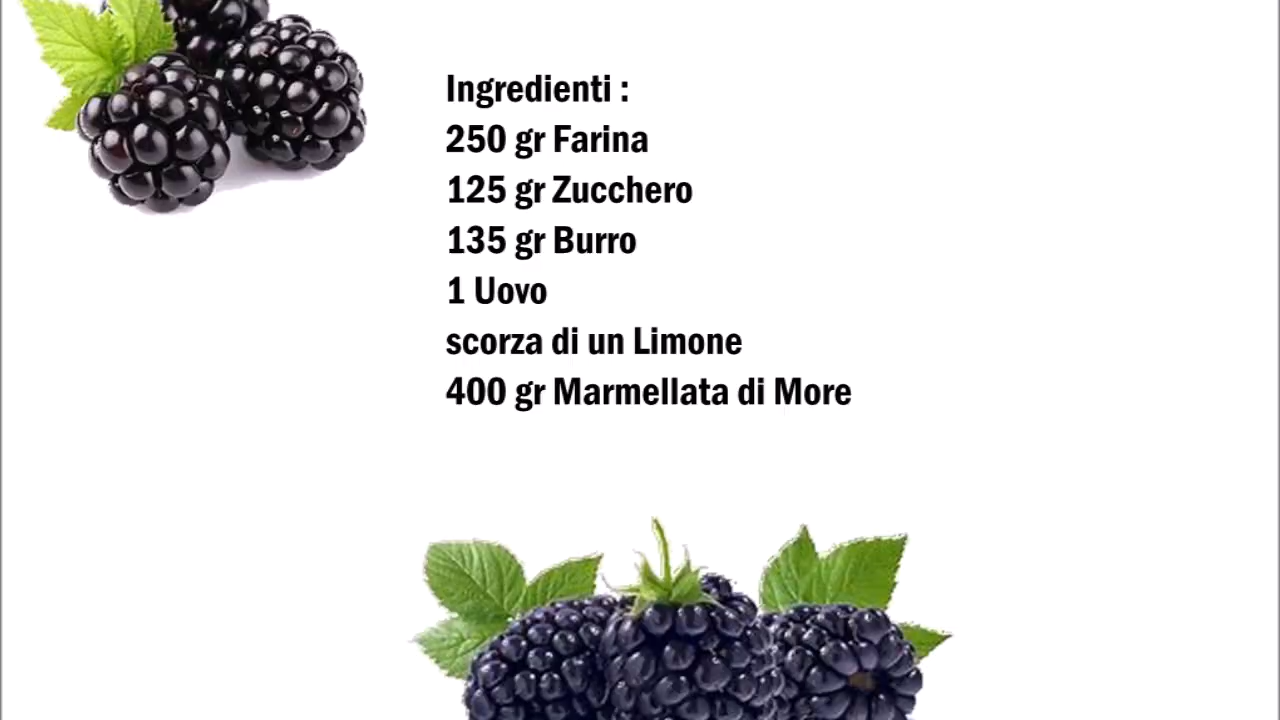 Ingredienti :
250 gr Farina
125 gr Zucchero
135 gr Burro
1 Uovo
scorza di un Limone
400 gr Marmellata di More